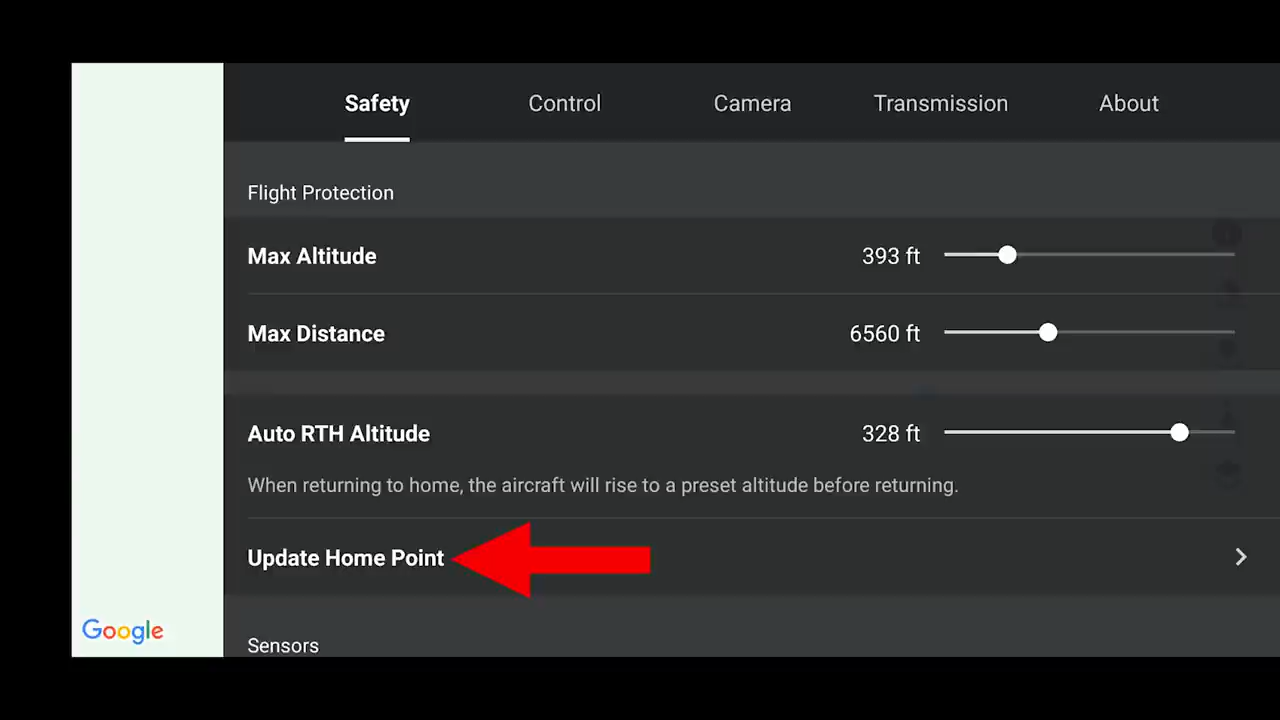 Safety Control Camera Transmission About
Flight Protection
Max Altitude 393 ft
Max Distance 6560 ft
Auto RTH Altitude 328 ft
When returning to home, the aircraft will rise to a preset altitude before returning.
Update Home Point
Google
Sensors